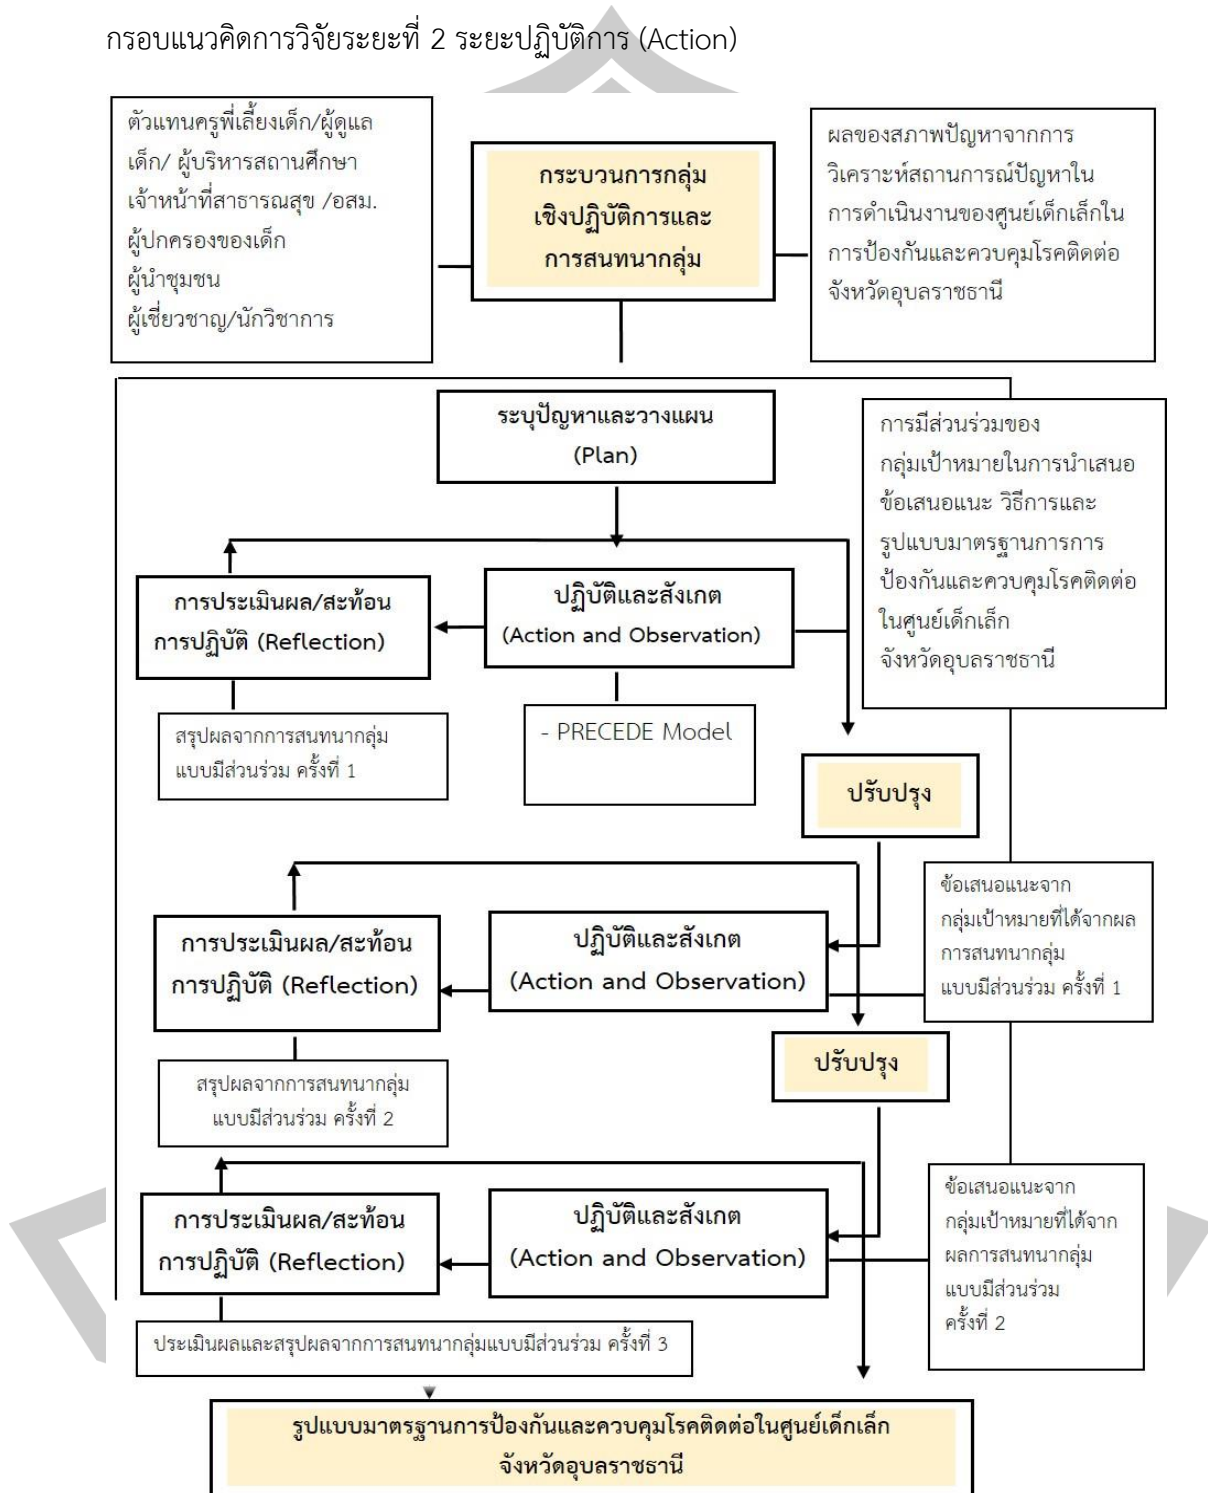 กรอบแนวคิดการวิจัยระยะที่ 2 ระยะปฏิบัติการ (Action)
ตัวแทนครูพี่เลี้ยงเด็ก/ผู้ดูแล
เด็ก/ ผู้บริหารสถานศึกษา
เจ้าหน้าที่สาธารณสุข /อสม.
ผู้ปกครองของเด็ก
ผู้นำชุมชน
ผู้เชี่ยวชาญ/นักวิชาการ
กระบวนการกลุ่ม
เชิงปฏิบัติการและ
การสนทนากลุ่ม
ผลของสภาพปัญหาจากการ
วิเคราะห์สถานการณ์ปัญหาใน
การดำเนินงานของศูนย์เด็กเล็กใน
การป้องกันและควบคุมโรคติดต่อ
จังหวัดอุบลราชธานี
ระบุปัญหาและวางแผน
(Plan)
การมีส่วนร่วมของ
กลุ่มเป้าหมายในการนำเสนอ
ข้อเสนอแนะ วิธีการและ
รูปแบบมาตรฐานการการ
ป้องกันและควบคุมโรคติดต่อ
ในศูนย์เด็กเล็ก
จังหวัดอุบลราชธานี
การประเมินผล/สะท้อน
การปฏิบัติ (Reflection)
ปฏิบัติและสังเกต
(Action and Observation)
สรุปผลจากการสนทนากลุ่ม
แบบมีส่วนร่วม ครั้งที่ 1
- PRECEDE Model
ปรับปรุง
การประเมินผล/สะท้อน
การปฏิบัติ (Reflection)
ปฏิบัติและสังเกต
(Action and Observation)
ข้อเสนอแนะจาก
กลุ่มเป้าหมายที่ได้จากผล
การสนทนากลุ่ม
แบบมีส่วนร่วม ครั้งที่ 1
สรุปผลจากการสนทนากลุ่ม
แบบมีส่วนร่วม ครั้งที่ 2
ปรับปรุง
การประเมินผล/สะท้อน
การปฏิบัติ (Reflection)
ปฏิบัติและสังเกต
(Action and Observation)
ข้อเสนอแนะจาก
กลุ่มเป้าหมายที่ได้จาก
ผลการสนทนากลุ่ม
แบบมีส่วนร่วม
ครั้งที่ 2
ประเมินผลและสรุปผลจากการสนทนากลุ่มแบบมีส่วนร่วม ครั้งที่ 3
รูปแบบมาตรฐานการป้องกันและควบคุมโรคติดต่อในศูนย์เด็กเล็ก
จังหวัดอุบลราชธานี